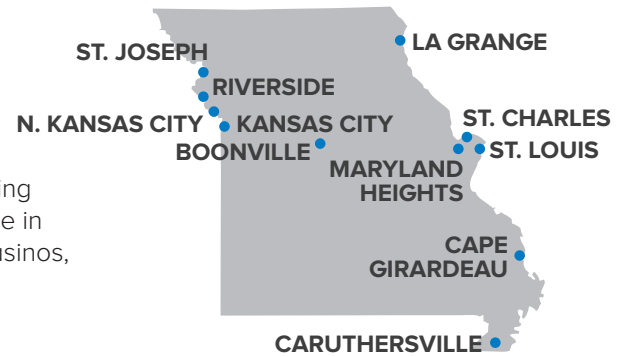 ST. JOSEPH
LA GRANGE
RIVERSIDE
N. KANSAS CITY
KANSAS CITY
ST. CHARLES
BOONVILLE
ST. LOUIS
MARYLAND
HEIGHTS
CAPE
GIRARDEAU
CARUTHERSVILLE